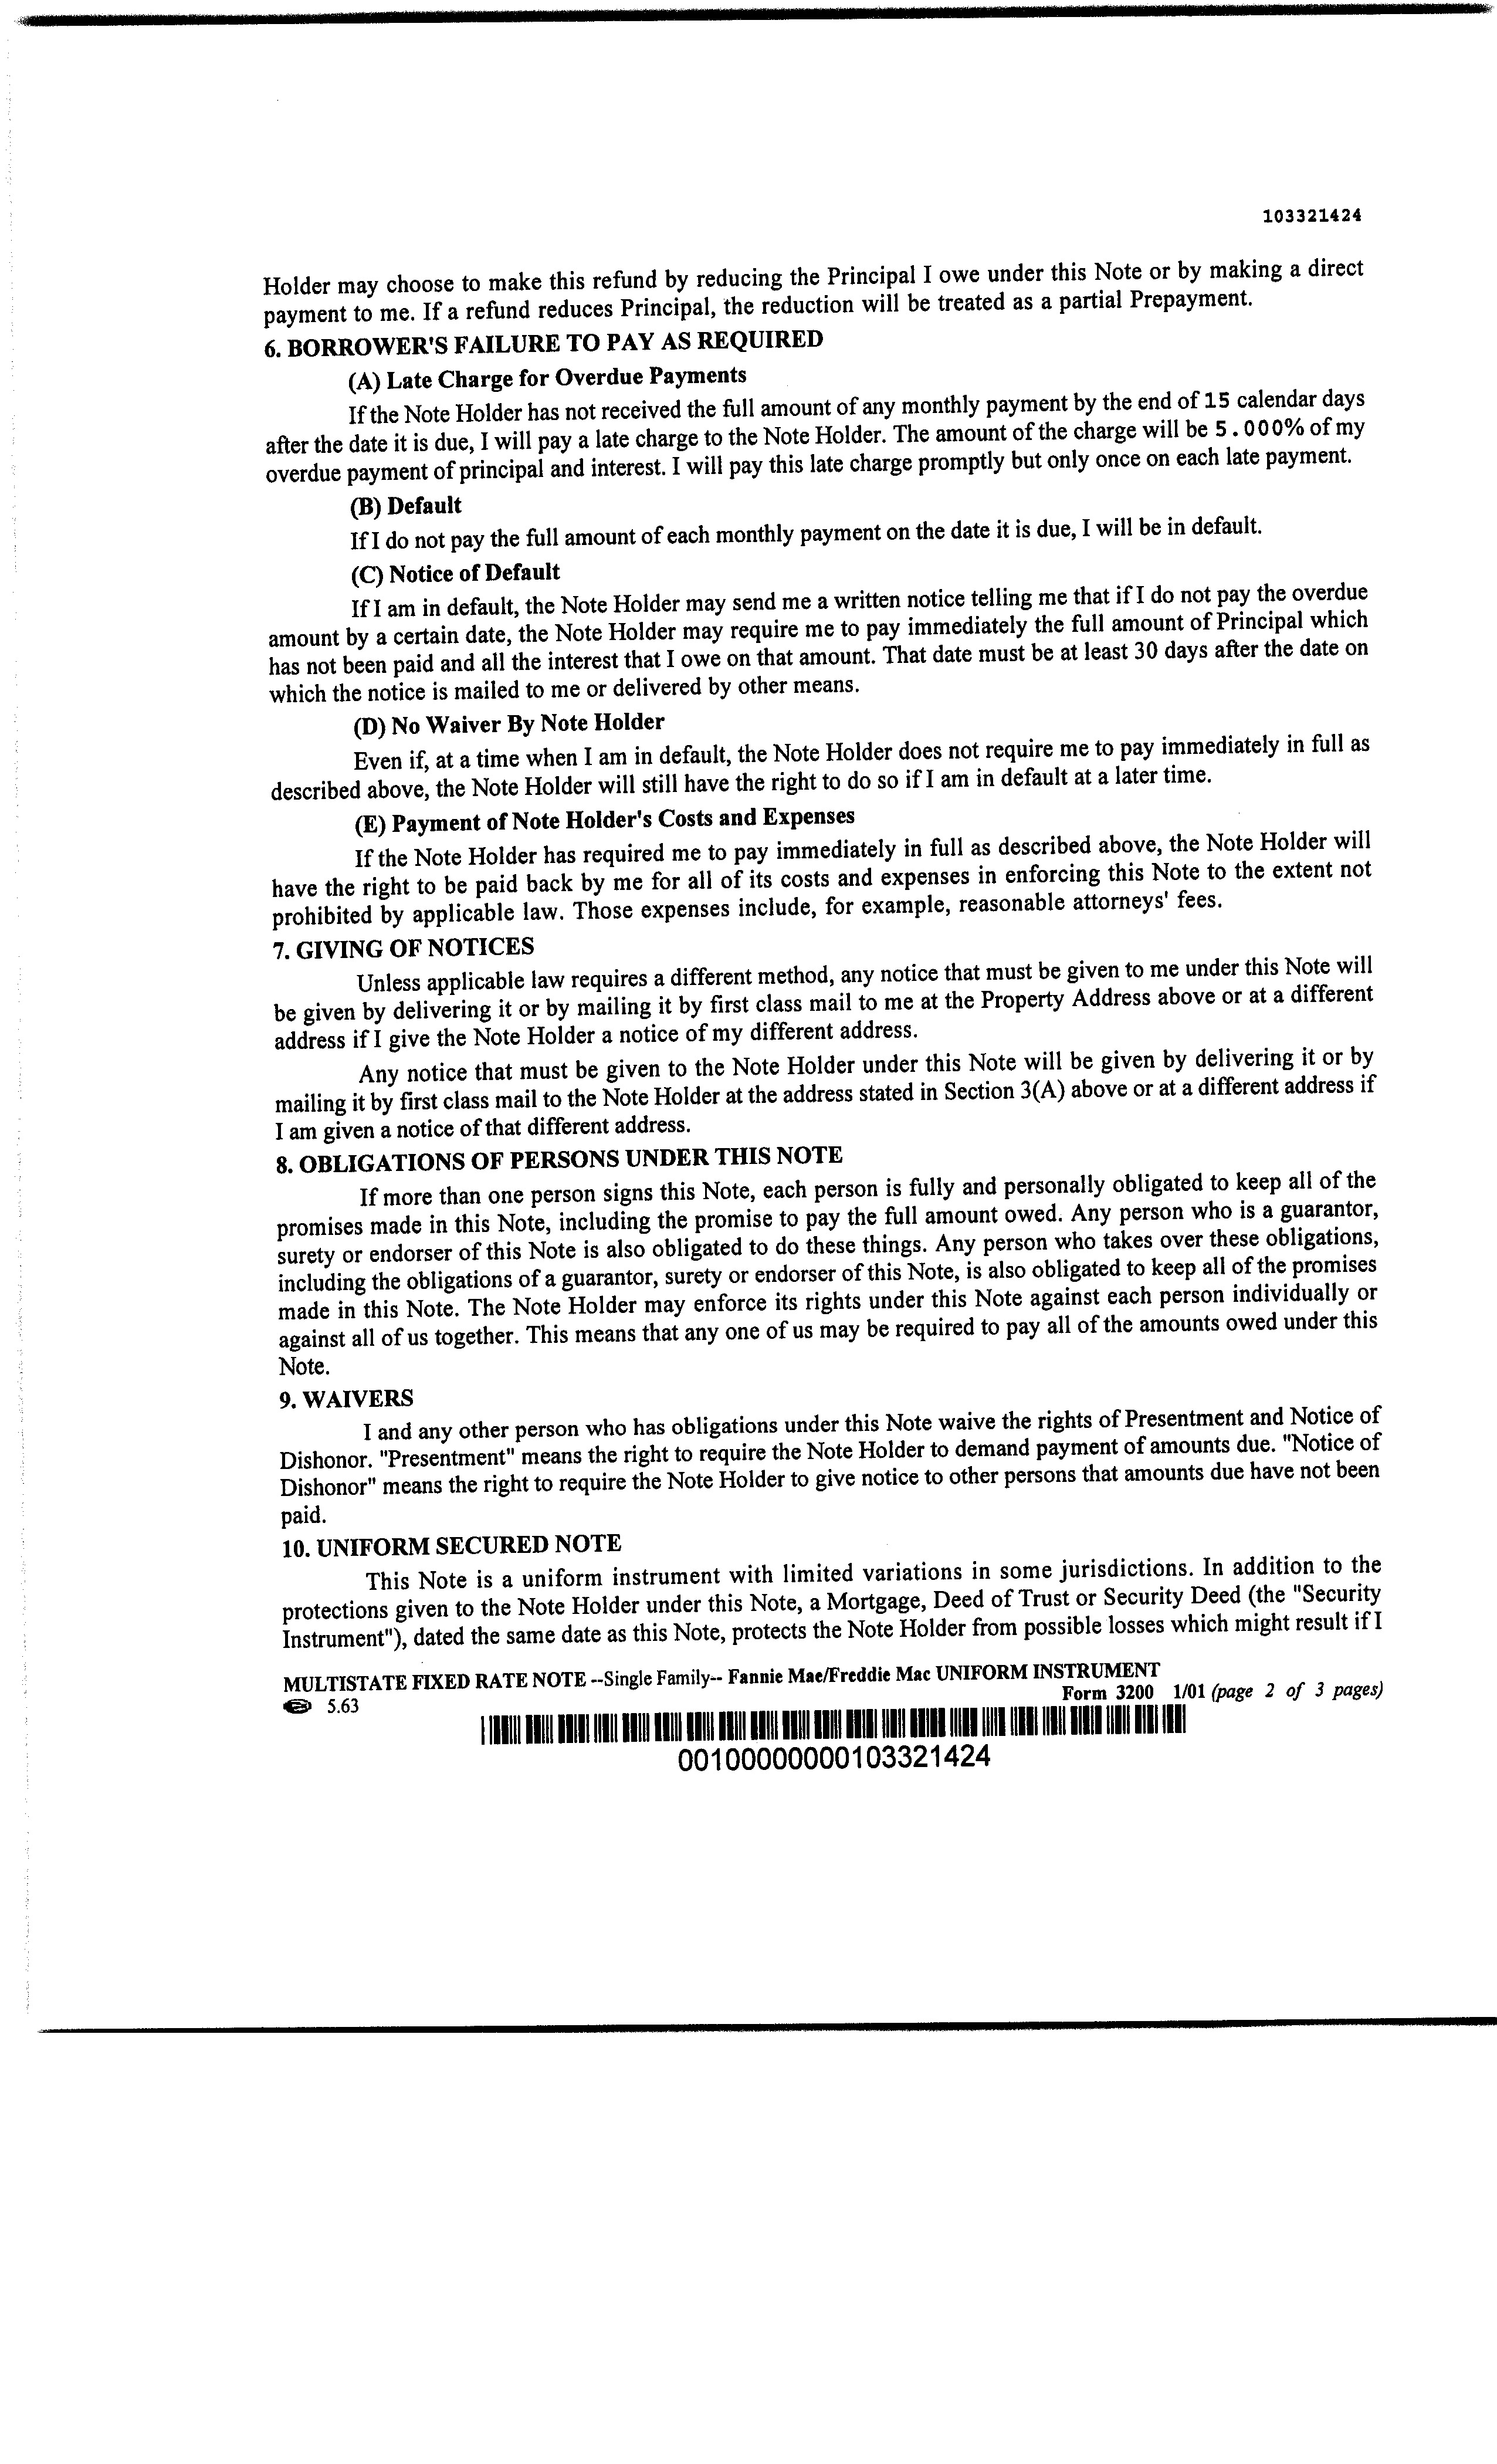 103321424
Holder may choose to make this refund by reducing the Principal I owe under this Note or by making a direct
payment to me. If a refund reduces Principal, the reduction will be treated as a partial Prepayment.
6. BORROWER'S FAILURE TO PAY AS REQUIRED
(A) Late Charge for Overdue Payments
If the Note Holder has not received the full amount of any monthly payment by the end of 15 calendar days
after the date it is due, I will pay a late charge to the Note Holder. The amount of the charge will be 5.000% of my
overdue payment of principal and interest. I will pay this late charge promptly but only once on each late payment.
(B) Default
If I do not pay the full amount of each monthly payment on the date it is due, I will be in default.
(C) Notice of Default
If I am in default, the Note Holder may send me a written notice telling me that if I do not pay the overdue
amount by a certain date, the Note Holder may require me to pay immediately the full amount of Principal which
has not been paid and all the interest that I owe on that amount. That date must be at least 30 days after the date on
which the notice is mailed to me or delivered by other means.
(D) No Waiver By Note Holder
Even if, at a time when I am in default, the Note Holder does not require me to pay immediately in full as
described above, the Note Holder will still have the right to do so if I am in default at a later time.
(E) Payment of Note Holder's Costs and Expenses
If the Note Holder has required me to pay immediately in full as described above, the Note Holder will
have the right to be paid back by me for all of its costs and expenses in enforcing this Note to the extent not
prohibited by applicable law. Those expenses include, for example, reasonable attorneys' fees.
7. GIVING OF NOTICES
Unless applicable law requires a different method, any notice that must be given to me under this Note will
be given by delivering it or by mailing it by first class mail to me at the Property Address above or at a different
address if I give the Note Holder a notice of my different address.
Any notice that must be given to the Note Holder under this Note will be given by delivering it or by
mailing it by first class mail to the Note Holder at the address stated in Section 3(A) above or at a different address if
I am given a notice of that different address.
8. OBLIGATIONS OF PERSONS UNDER THIS NOTE
If more than one person signs this Note, each person is fully and personally obligated to keep all of the
promises made in this Note, including the promise to pay the full amount owed. Any person who is a guarantor,
surety or endorser of this Note is also obligated to do these things. Any person who takes over these obligations,
including the obligations of a guarantor, surety or endorser of this Note, is also obligated to keep all of the promises
made in this Note. The Note Holder may enforce its rights under this Note against each person individually or
against all of us together. This means that any one of us may be required to pay all of the amounts owed under this
Note.
9. WAIVERS
I and any other person who has obligations under this Note waive the rights of Presentment and Notice of
Dishonor. "Presentment" means the right to require the Note Holder to demand payment of amounts due. "Notice of
Dishonor" means the right to require the Note Holder to give notice to other persons that amounts due have not been
paid.
10. UNIFORM SECURED NOTE
This Note is a uniform instrument with limited variations in some jurisdictions. In addition to the
protections given to the Note Holder under this Note, a Mortgage, Deed of Trust or Security Deed (the "Security
Instrument"), dated the same date as this Note, protects the Note Holder from possible losses which might result if I
MULTISTATE FIXED RATE NOTE --Single Family-- Fannie Mae/Freddie Mac UNIFORM INSTRUMENT
Form 3200 1/01 (page 2 of 3 pages)
5.63
00100000000103321424